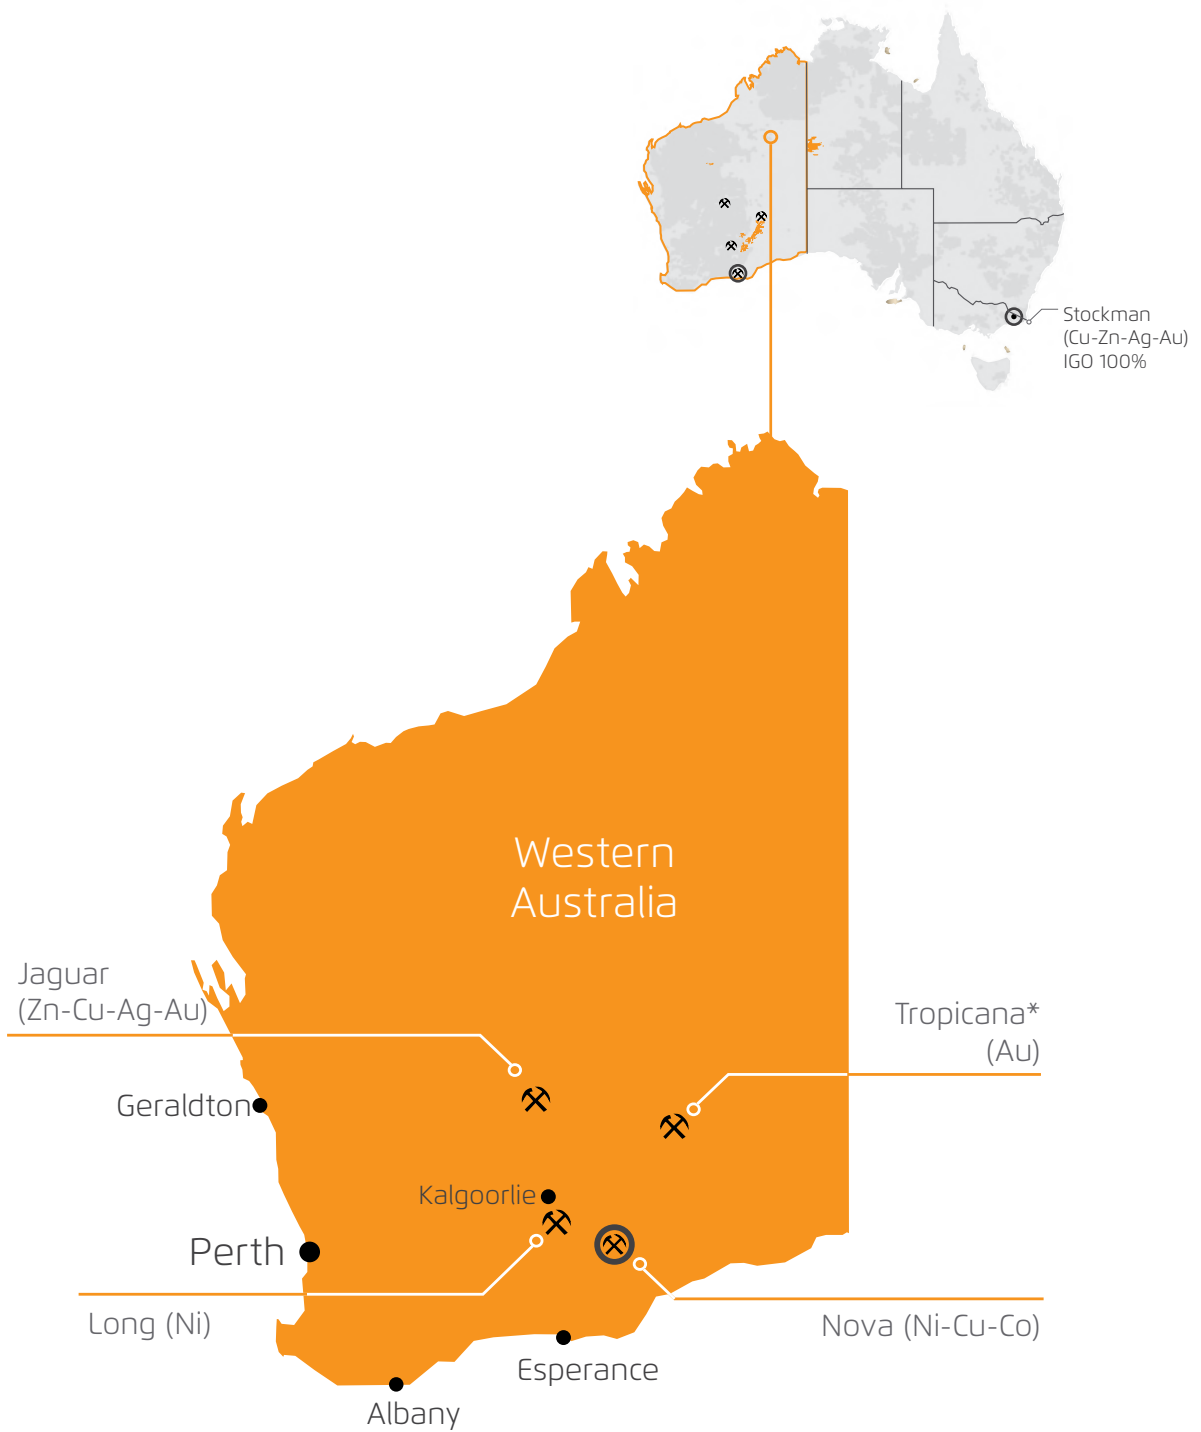 Stockman
(Cu-Zn-Ag-Au)
IGO 100%
Western
Australia
Jaguar
(Zn-Cu-Ag-Au)
Tropicana*
(Au)
Geraldton
Kalgoorlie
Perth
Long (Ni)
Nova (Ni-Cu-Co)
Esperance
Albany